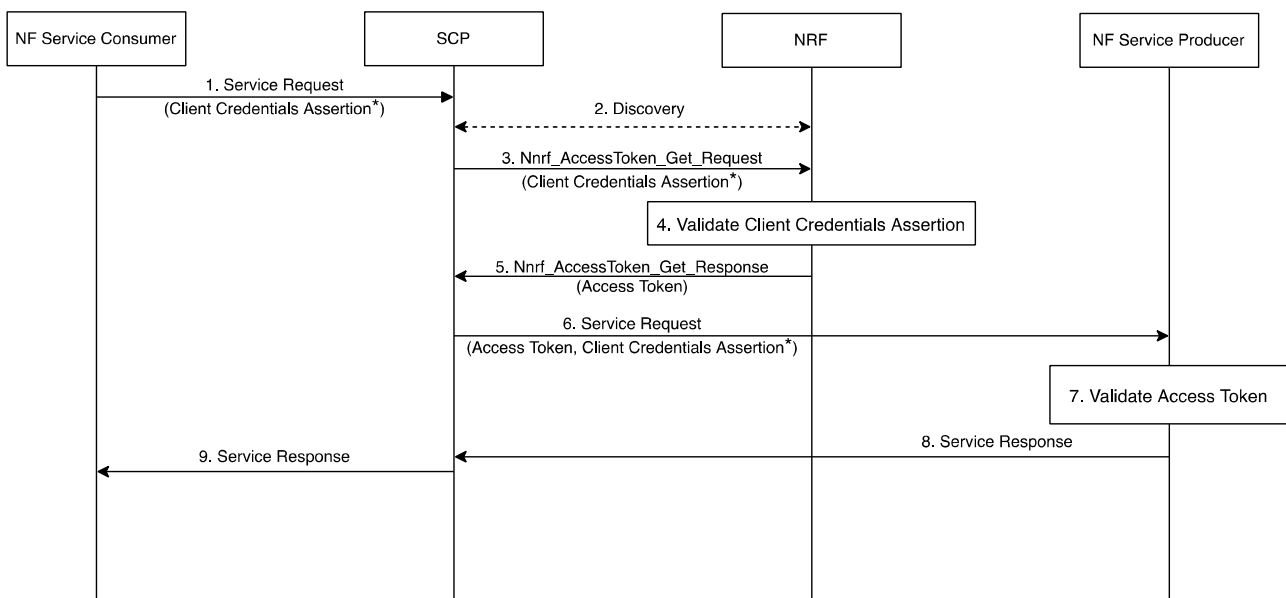 NF Service Consumer
SCP
NRF
NF Service Producer
1. Service Request
(Client Credentials Assertion*)
2. Discovery
3. Nnrf_AccessToken_Get_Request
(Client Credentials Assertion*)
4. Validate Client Credentials Assertion
5. Nnrf_AccessToken_Get_Response
(Access Token)
6. Service Request
(Access Token, Client Credentials Assertion*)
7. Validate Access Token
8. Service Response
9. Service Response